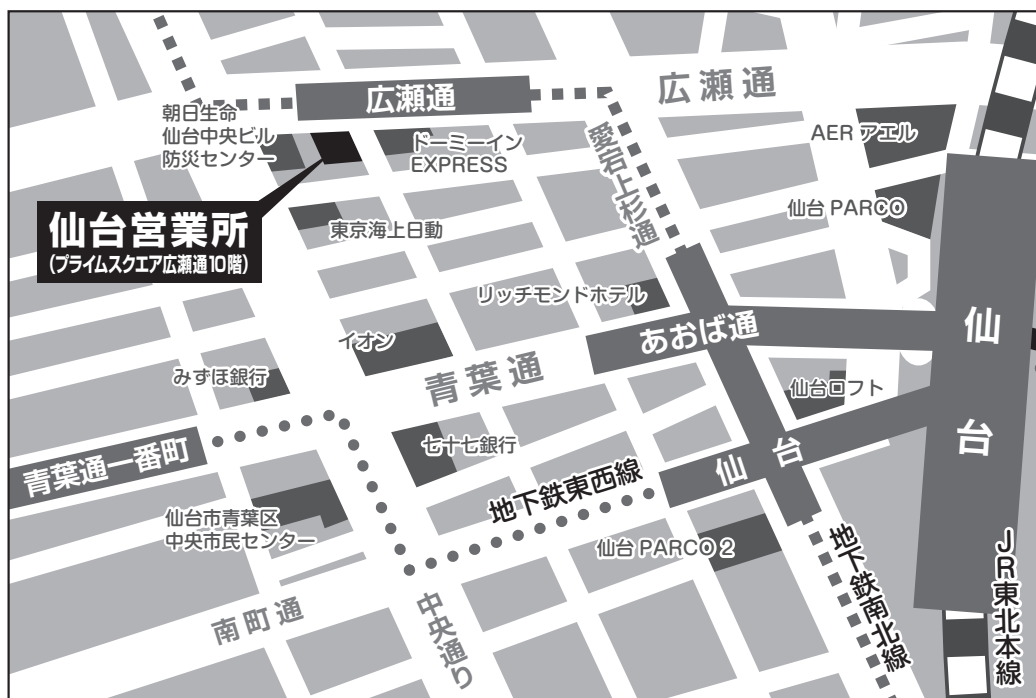 広瀬通
広瀬通
朝日生命
仙台中央ビル
防災センター
ドーミーイン
EXPRESS
愛宕上杉通
AER アエル
仙台 PARCO
仙台営業所
(プライムスクエア広瀬通10階)
東京海上日動
リッチモンドホテル
あおば通
仙台
イオン
青葉通
みずほ銀行
仙台ロフト
七十七銀行
青葉通一番町
仙台
地下鉄東西線
仙台市青葉区
中央市民センター
仙台 PARCO 2
地下鉄南北線
JR東北本線
南町通
中央通り